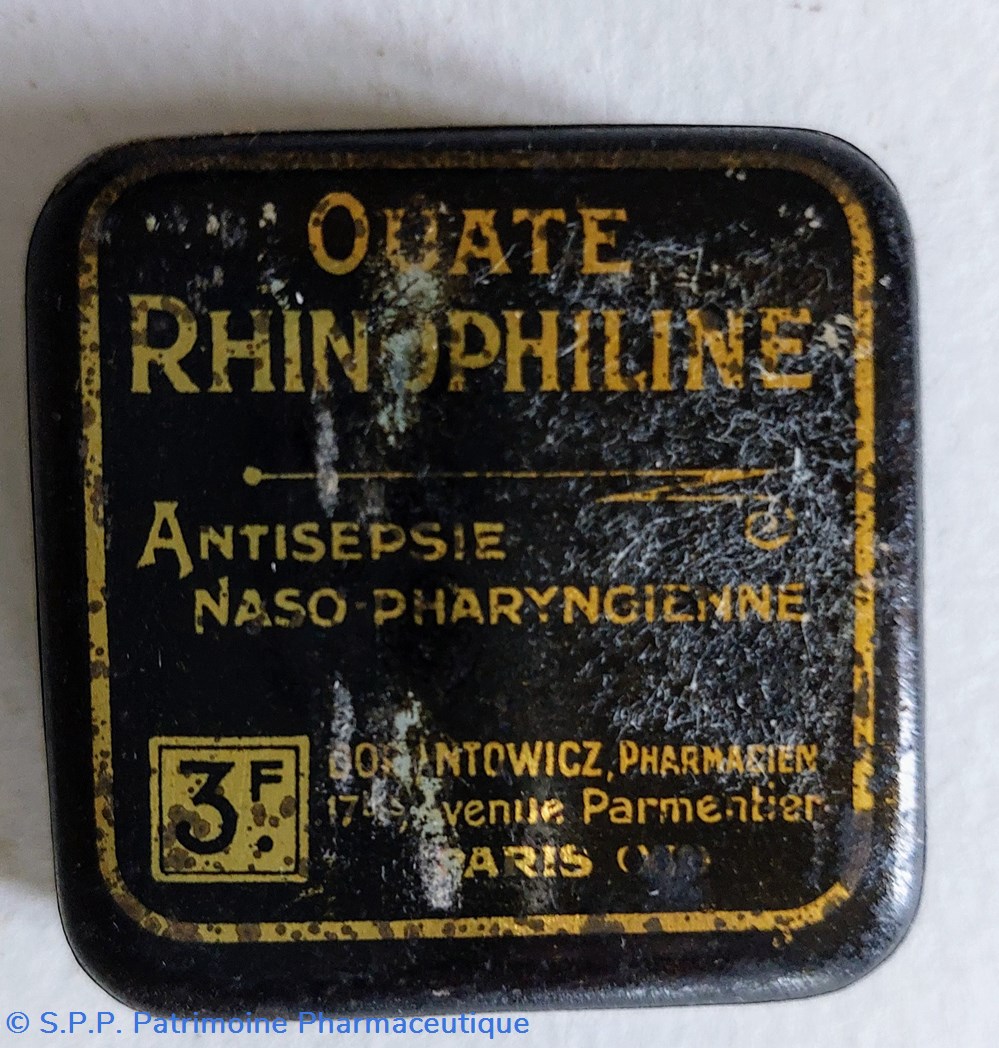 OUATE
RHINOPHILINE
ANTISEPSIE
NASO-PHARYNGIENNE
3F.
PHARMACIEN
Avenue Parmentier
PARIS
© S.P.P. Patrimoine Pharmaceutique